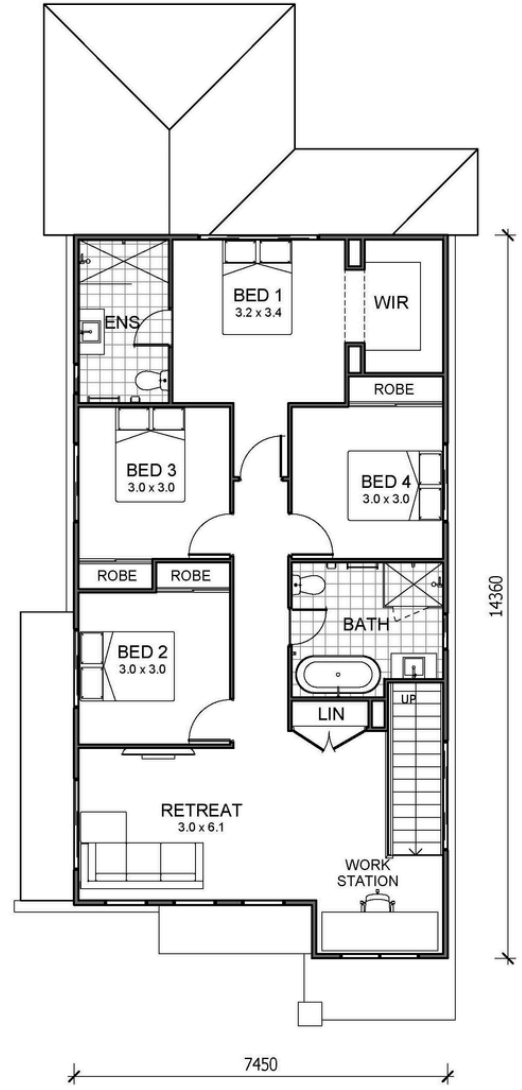 BED 1
3.2 x 3.4
WIR
ENS
ROBE
BED 3
3.0 x 3.0
BED 4
3.0 x 3.0
ROBE
ROBE
14360
BATH
BED 2
3.0 x 3.0
UP
LIN
RETREAT
3.0 x 6.1
WORK
STATION
7450